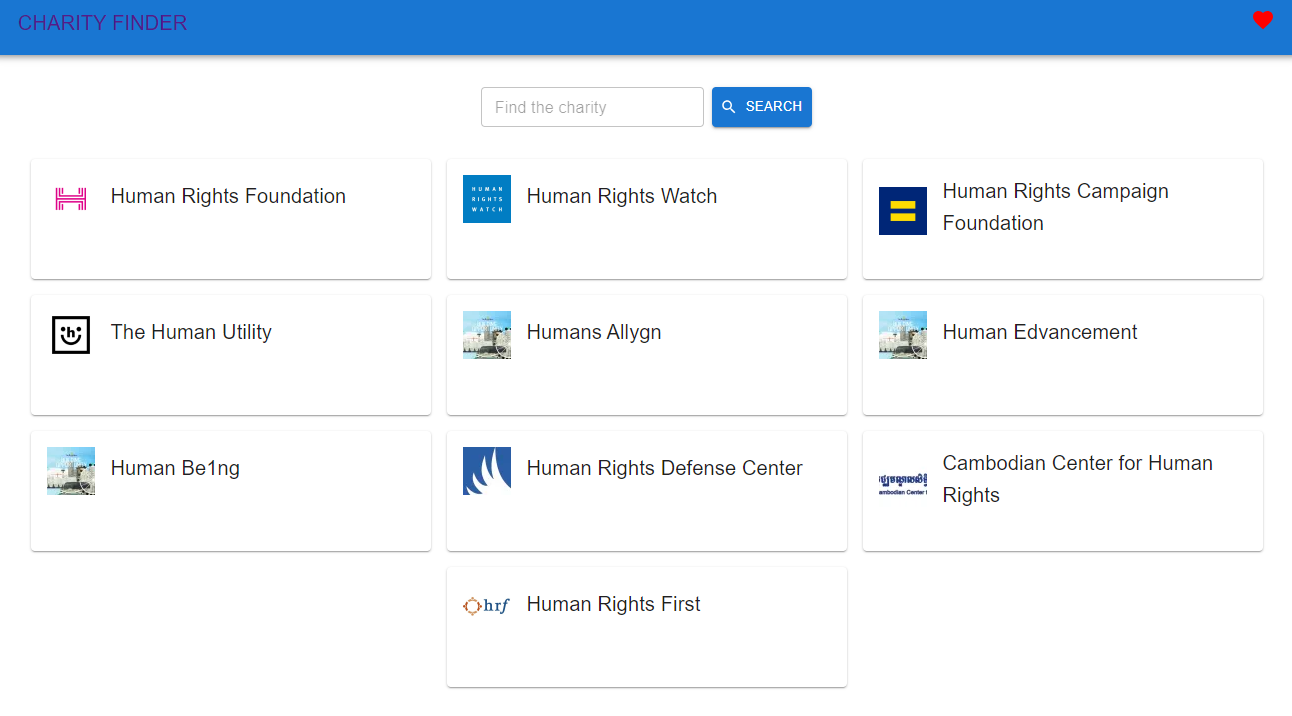 CHARITY FINDER
Find the charity
SEARCH
Human Rights Foundation
HUMAN
RIGHTS
WATCH
Human Rights Watch
Human Rights Campaign
Foundation
h
The Human Utility
Humans Allygn
Human Edvancement
Human Be1ng
Human Rights Defense Center
ambodian Center f
Cambodian Center for Human
Rights
hrf
Human Rights First